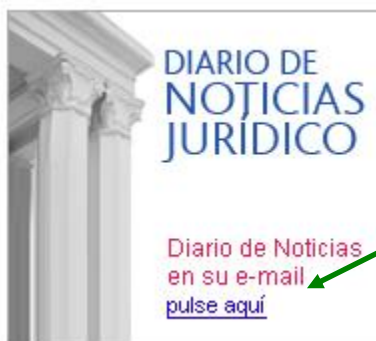 DIARIO DE
NOTICIAS
JURÍDICO
Diario de Noticias
en su e-mail
pulse aquí